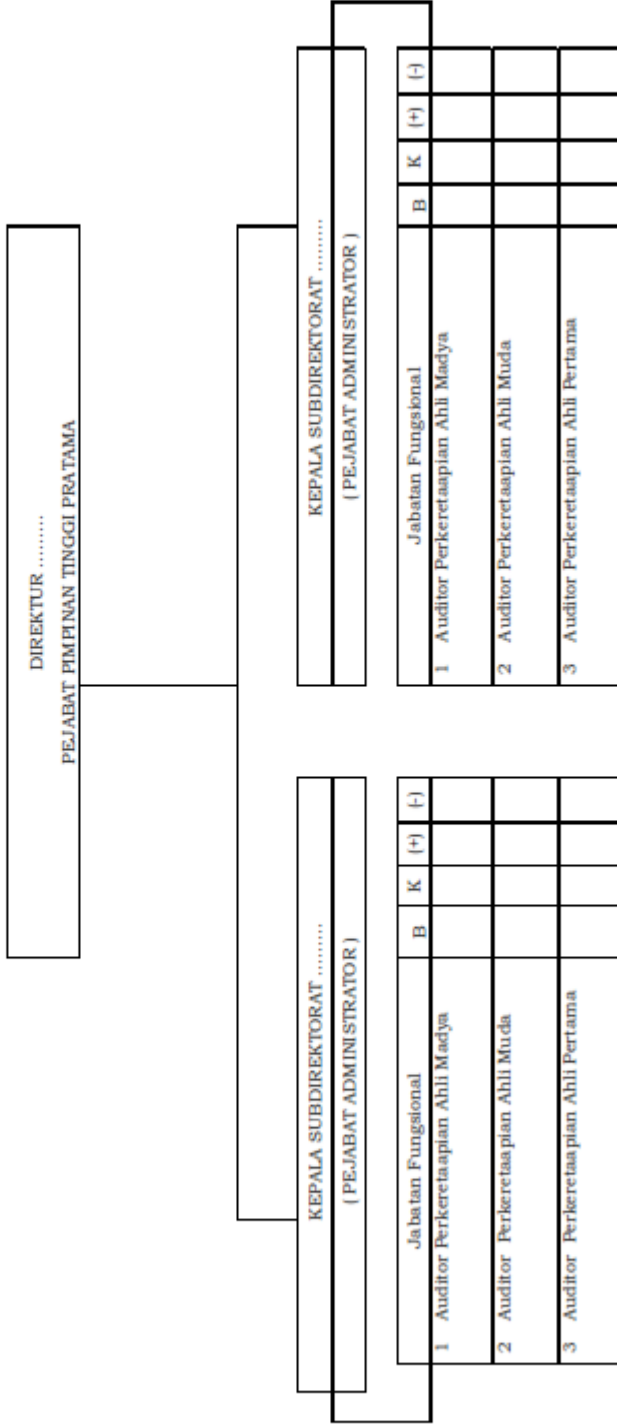 DIREKTUR .........
PEJABAT PIMPINAN TINGGI PRATAMA
KEPALA SUBDIREKTORAT .........
( PEJABAT ADMINISTRATOR )
Jabatan Fungsional B K (+) (-)
1 Auditor Perkeretaapian Ahli Madya
2 Auditor Perkeretaapian Ahli Muda
3 Auditor Perkeretaapian Ahli Pertama
KEPALA SUBDIREKTORAT .........
( PEJABAT ADMINISTRATOR )
Jabatan Fungsional B K (+) (-)
1 Auditor Perkeretaapian Ahli Madya
2 Auditor Perkeretaapian Ahli Muda
3 Auditor Perkeretaapian Ahli Pertama